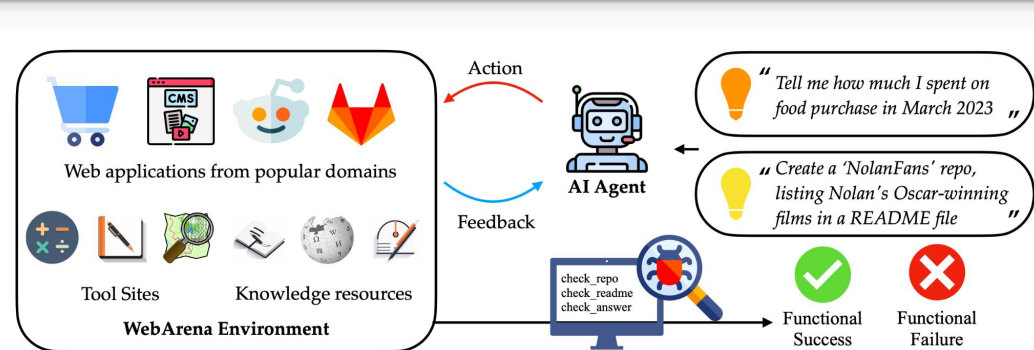 CMS
Web applications from popular domains
Tool Sites
Knowledge resources
WebArena Environment
Action
Feedback
AI Agent
“ Tell me how much I spent on
food purchase in March 2023 ”
“ Create a ‘NolanFans’ repo,
listing Nolan's Oscar-winning
films in a README file ”
check_repo
check_readme
check_answer
Functional
Success
Functional
Failure